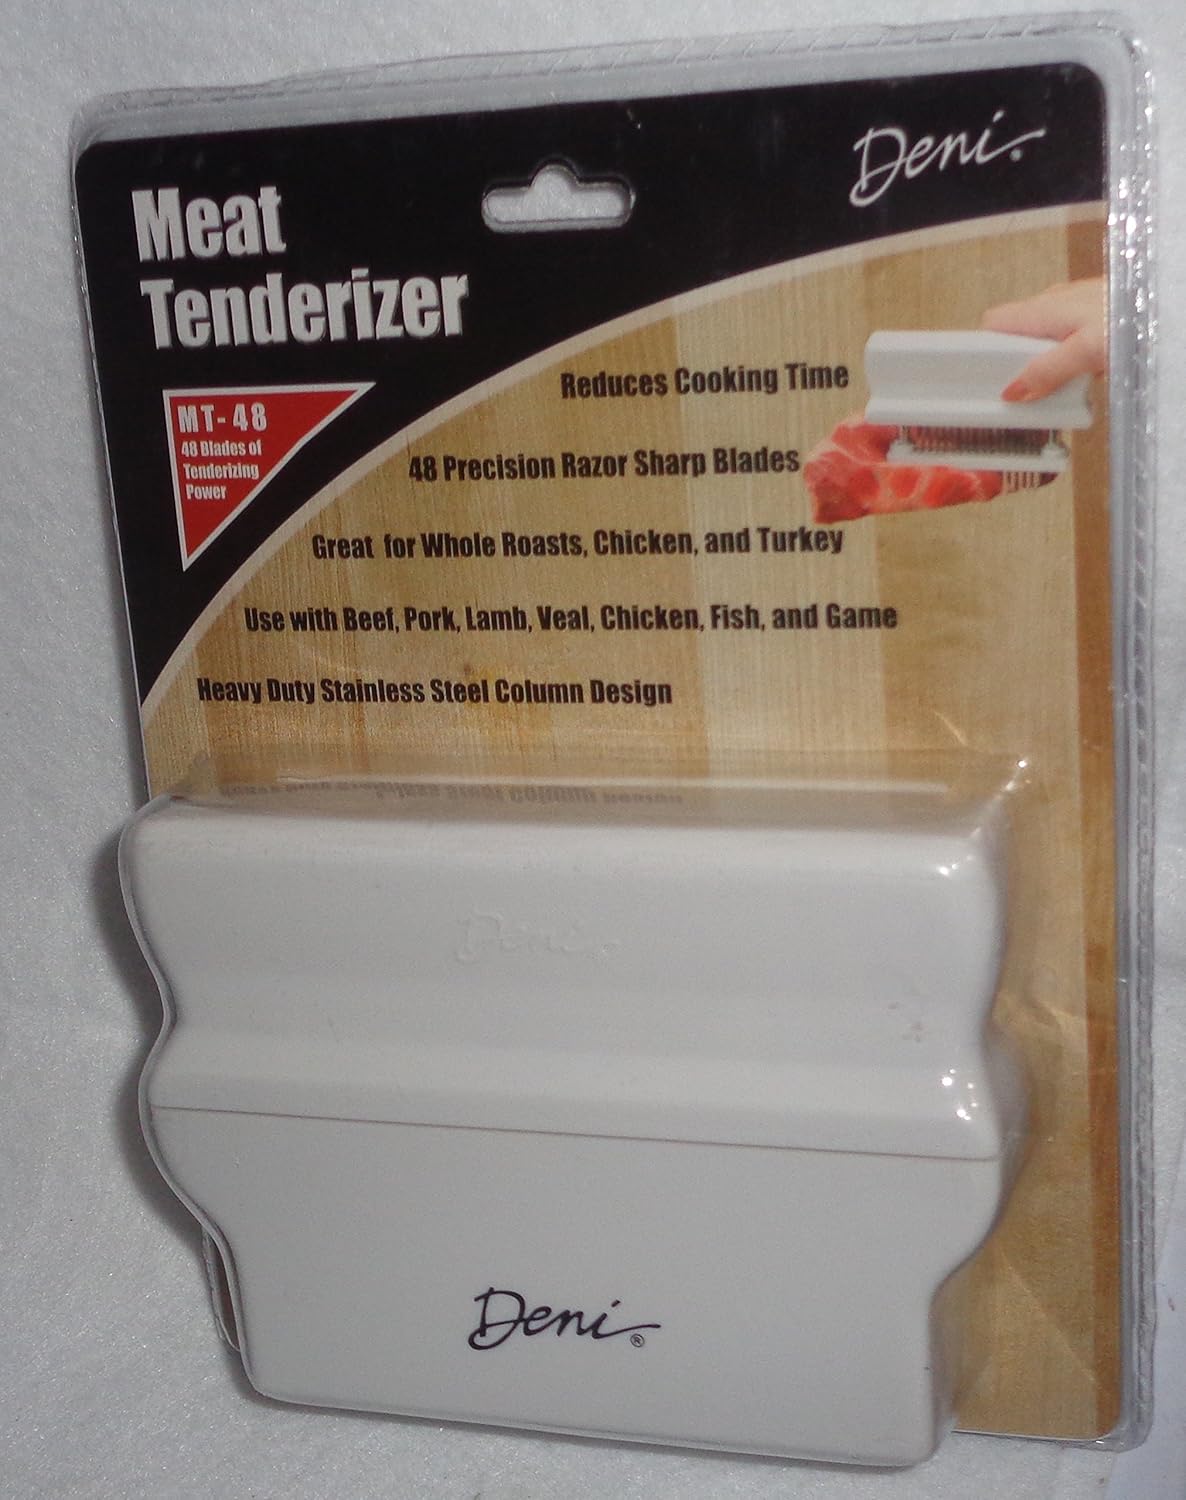 Deni®
Meat
Tenderizer
MT-48
48 Blades of
Tenderizing
Power
Reduces Cooking Time
48 Precision Razor Sharp Blades
Great for Whole Roasts, Chicken, and Turkey
Use with Beef, Pork, Lamb, Veal, Chicken, Fish, and Game
Heavy Duty Stainless Steel Column Design
Deni
Deni®